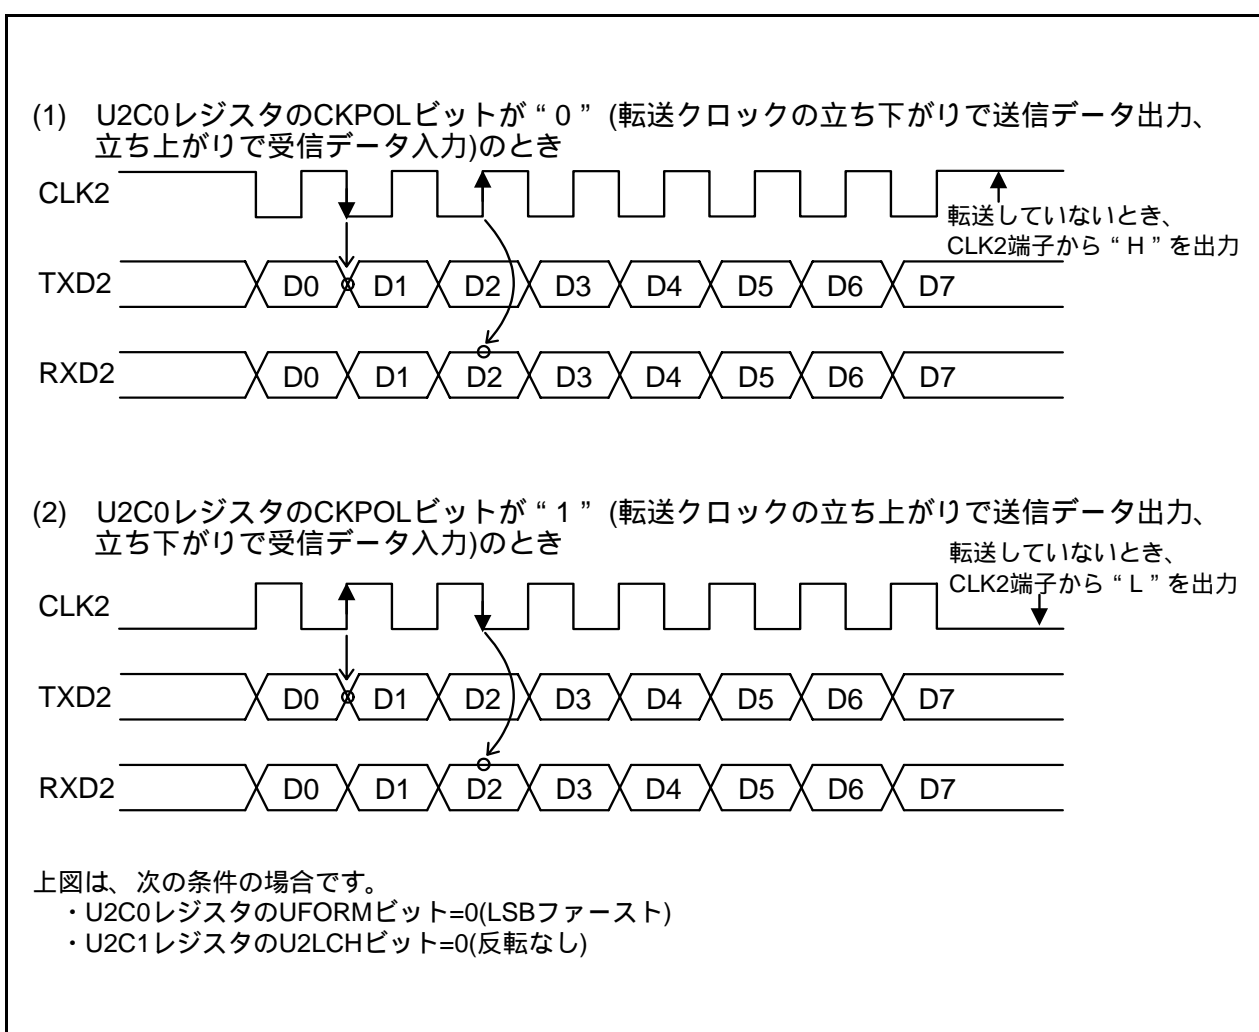 (1) U2C0レジスタのCKPOLビットが“0”(転送クロックの立ち下がりで送信データ出力、
立ち上がりで受信データ入力)のとき
CLK2
転送していないとき、
CLK2端子から“H”を出力
TXD2 D0 D1 D2 D3 D4 D5 D6 D7
RXD2 D0 D1 D2 D3 D4 D5 D6 D7
(2) U2C0レジスタのCKPOLビットが“1”(転送クロックの立ち上がりで送信データ出力、
立ち下がりで受信データ入力)のとき
転送していないとき、
CLK2端子から“L”を出力
CLK2
TXD2 D0 D1 D2 D3 D4 D5 D6 D7
RXD2 D0 D1 D2 D3 D4 D5 D6 D7
上図は、次の条件の場合です。
・U2C0レジスタのUFORMビット=0(LSBファースト)
・U2C1レジスタのU2LCHビット=0(反転なし)